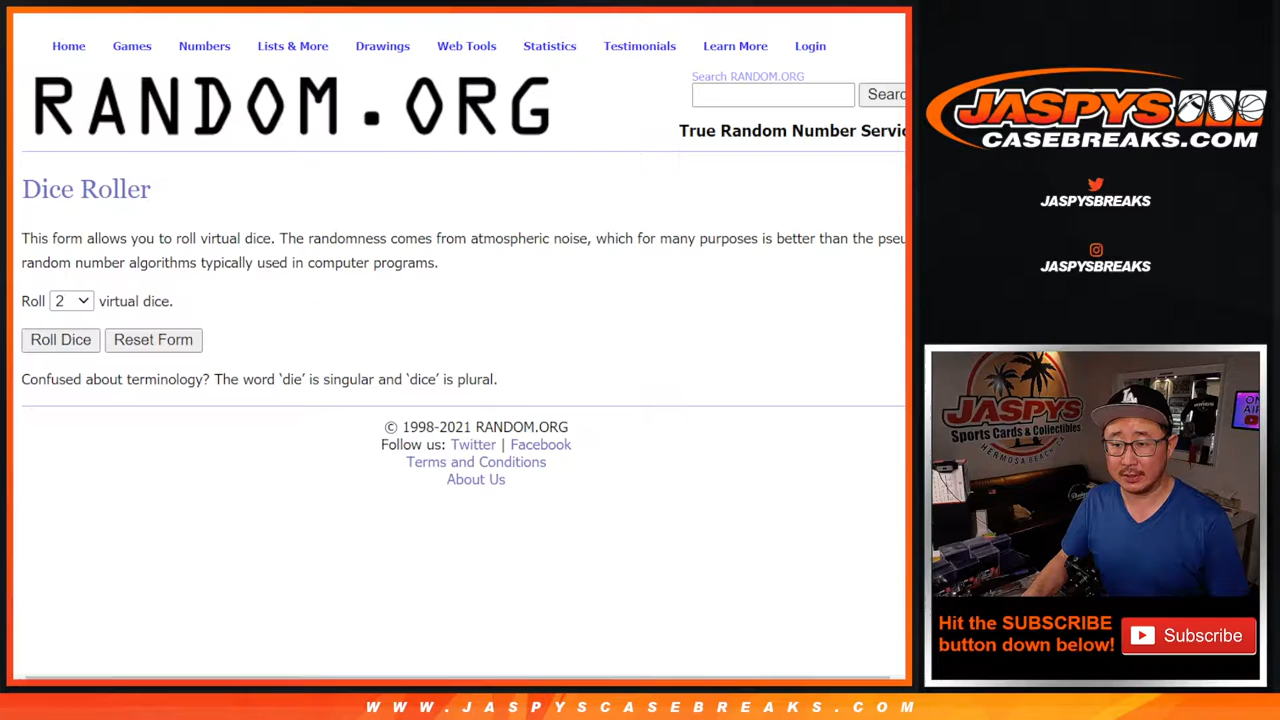 Home Games Numbers Lists & More Drawings Web Tools Statistics Testimonials Learn More Login
RANDOM.ORG
Search RANDOM.ORG
Searc
True Random Number Servic
Dice Roller
This form allows you to roll virtual dice. The randomness comes from atmospheric noise, which for many purposes is better than the pseu
random number algorithms typically used in computer programs.
Roll 2 virtual dice.
Roll Dice Reset Form
Confused about terminology? The word ‘die’ is singular and ‘dice’ is plural.
© 1998-2021 RANDOM.ORG
Follow us: Twitter | Facebook
Terms and Conditions
About Us
JASPYS
CASEBREAKS.COM
JASPYSBREAKS
JASPYSBREAKS
JASPYS
Sports Cards & Collectibles
HERMOSA BEACH CA
ON
AIR
LA
Hit the SUBSCRIBE
button down below!
Subscribe
WWW.JASPYSCASEBREAKS.COM